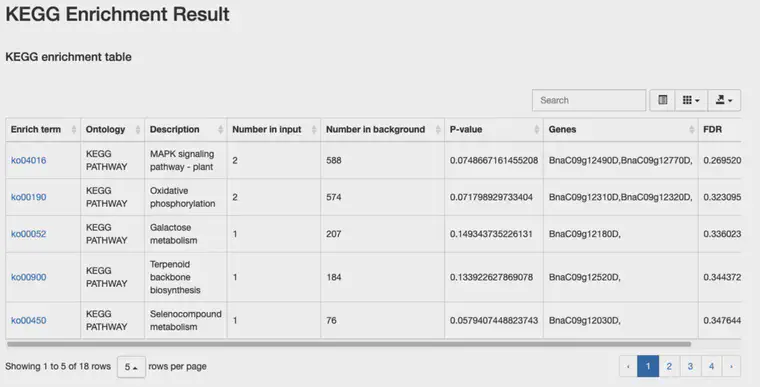 KEGG Enrichment Result
KEGG enrichment table
Search
Enrich term Ontology Description Number in input Number in background P-value Genes FDR
ko04016 KEGG PATHWAY MAPK signaling pathway - plant 2 588 0.0748667161455208 BnaC09g12490D,BnaC09g12770D, 0.269520
ko00190 KEGG PATHWAY Oxidative phosphorylation 2 574 0.071798929733404 BnaC09g12310D,BnaC09g12320D, 0.323095
ko00052 KEGG PATHWAY Galactose metabolism 1 207 0.149343735226131 BnaC09g12180D, 0.336023
ko00900 KEGG PATHWAY Terpenoid backbone biosynthesis 1 184 0.133922627869078 BnaC09g12520D, 0.344372
ko00450 KEGG PATHWAY Selenocompound metabolism 1 76 0.0579407448823743 BnaC09g12030D, 0.347644
Showing 1 to 5 of 18 rows 5 rows per page ‹ 1 2 3 4 ›